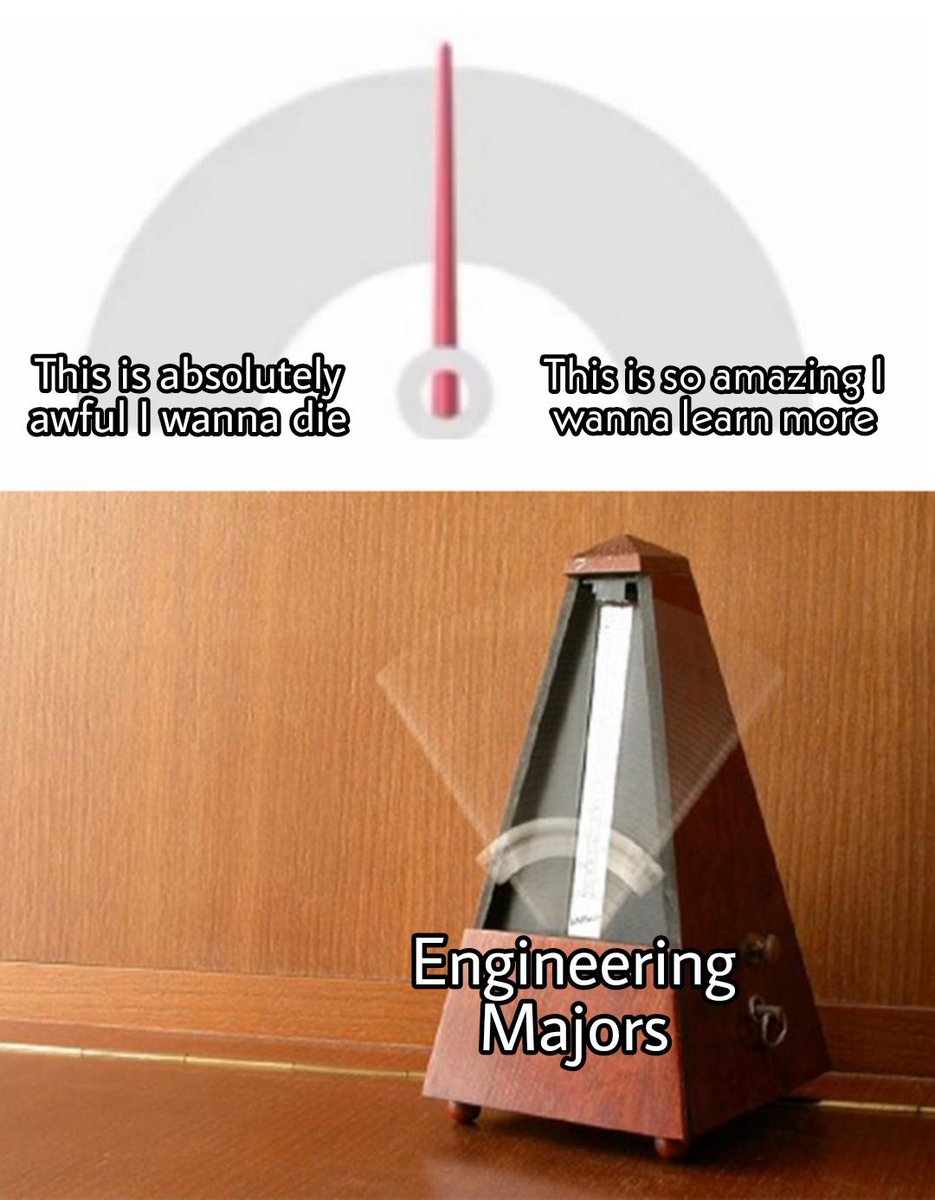 This is absolutely
awful I wanna die
This is so amazing I
wanna learn more
Engineering
Majors